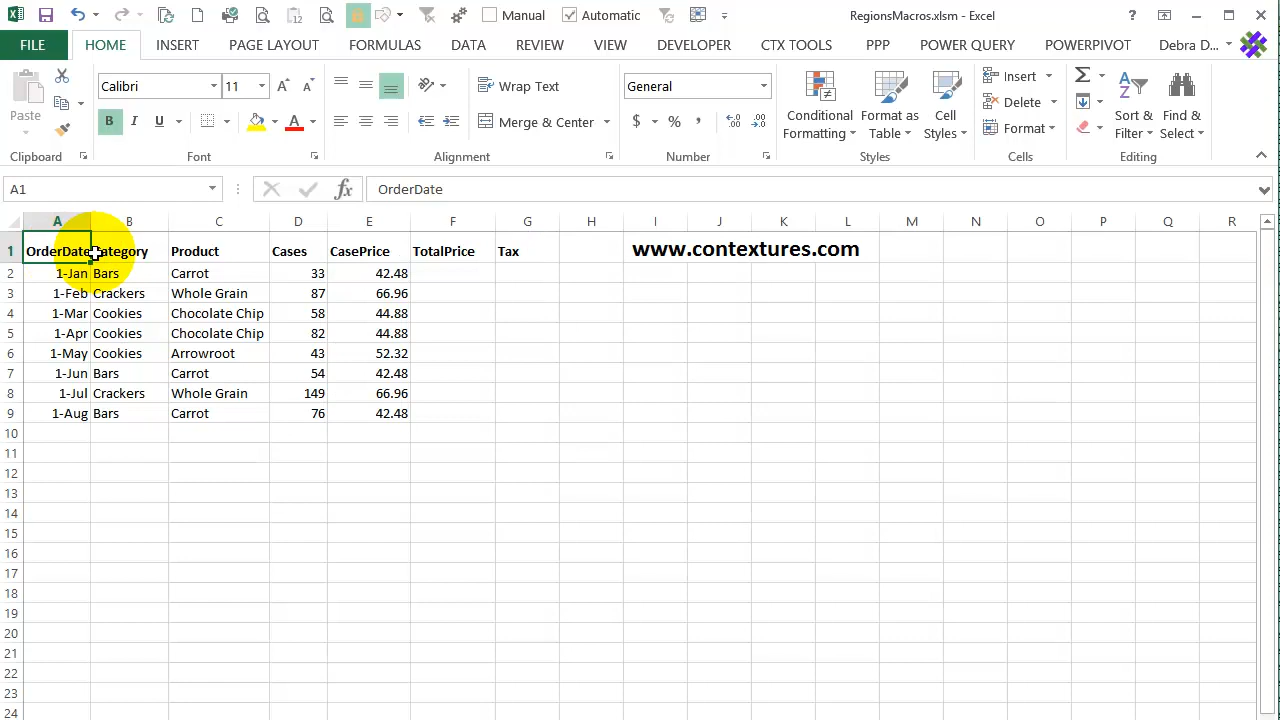 Manual
Automatic
RegionsMacros.xlsm - Excel
?
FILE
HOME
INSERT
PAGE LAYOUT
FORMULAS
DATA
REVIEW
VIEW
DEVELOPER
CTX TOOLS
PPP
POWER QUERY
POWERPIVOT
Debra D...
Paste
Clipboard
Calibri
11
B I U
Font
Wrap Text
Merge & Center
Alignment
General
$ % ,
Number
Conditional
Formatting
Format as
Table
Cell
Styles
Styles
Insert
Delete
Format
Cells
Sort &
Filter
Find &
Select
Editing
A1
fx
OrderDate
A B C D E F G H I J K L M N O P Q R
1 OrderDate Category Product Cases CasePrice TotalPrice Tax www.contextures.com
2 1-Jan Bars Carrot 33 42.48
3 1-Feb Crackers Whole Grain 87 66.96
4 1-Mar Cookies Chocolate Chip 58 44.88
5 1-Apr Cookies Chocolate Chip 82 44.88
6 1-May Cookies Arrowroot 43 52.32
7 1-Jun Bars Carrot 54 42.48
8 1-Jul Crackers Whole Grain 149 66.96
9 1-Aug Bars Carrot 76 42.48
10
11
12
13
14
15
16
17
18
19
20
21
22
23
24